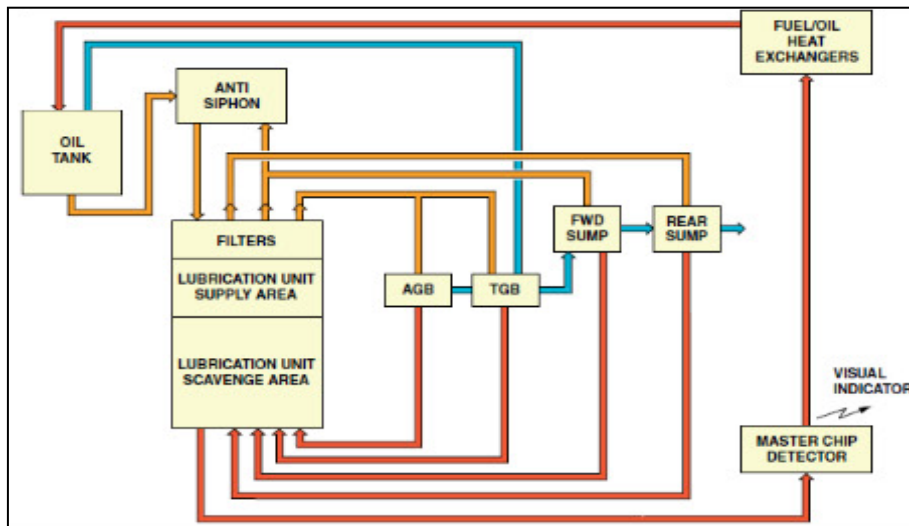 FUEL/OIL
HEAT
EXCHANGERS
ANTI
SIPHON
OIL
TANK
FILTERS
LUBRICATION UNIT
SUPPLY AREA
LUBRICATION UNIT
SCAVENGE AREA
AGB
TGB
FWD
SUMP
REAR
SUMP
VISUAL
INDICATOR
MASTER CHIP
DETECTOR